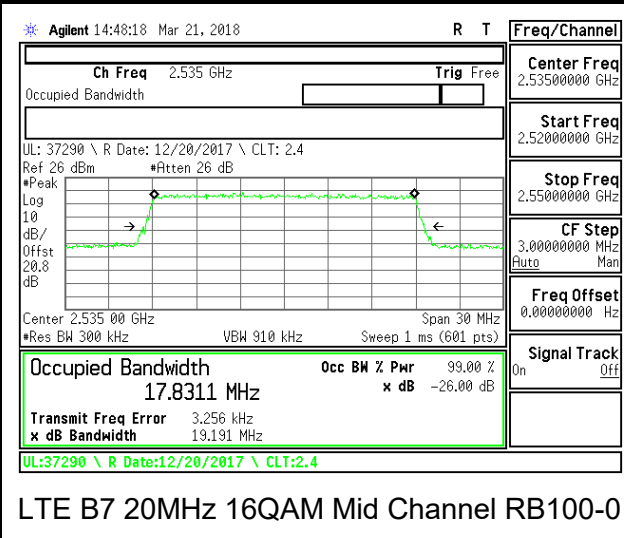 Agilent 14:48:18 Mar 21, 2018 R T
Freq/Channel
Ch Freq 2.535 GHz Trig Free
Occupied Bandwidth
UL: 37290 \ R Date: 12/20/2017 \ CLT: 2.4
Ref 26 dBm #Atten 26 dB
#Peak
Log
10
dB/
Offst
20.8
dB
Center 2.535 00 GHz Span 30 MHz
#Res BW 300 kHz VBW 910 kHz Sweep 1 ms (601 pts)
Occupied Bandwidth Occ BW % Pwr 99.00 %
17.8311 MHz x dB -26.00 dB
Transmit Freq Error 3.256 kHz
x dB Bandwidth 19.191 MHz
UL:37290 \ R Date:12/20/2017 \ CLT:2.4
Center Freq
2.53500000 GHz
Start Freq
2.52000000 GHz
Stop Freq
2.55000000 GHz
CF Step
3.00000000 MHz
Auto Man
Freq Offset
0.00000000 Hz
Signal Track
On Off
LTE B7 20MHz 16QAM Mid Channel RB100-0